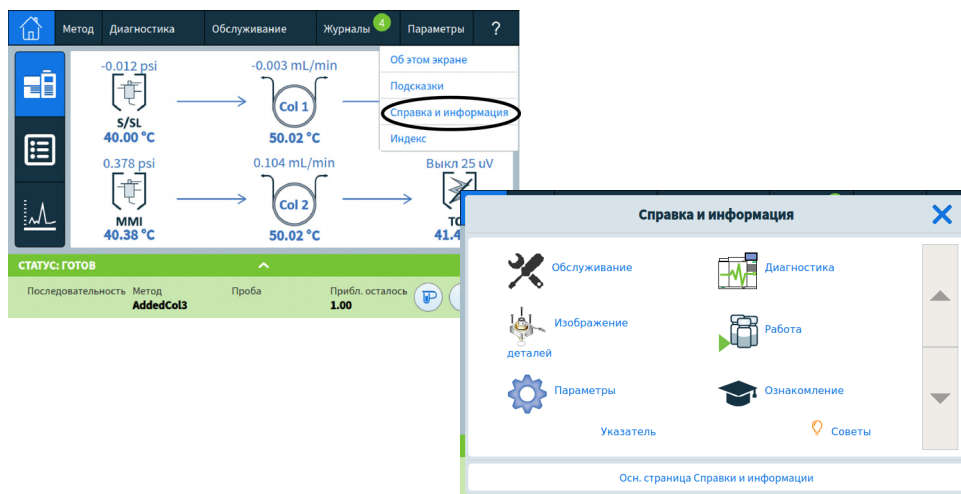 Метод Диагностика Обслуживание Журналы 4 Параметры ?
Об этом экране
Подсказки
Справка и информация
Индекс
-0.012 psi -0.003 mL/min
Col 1
S/SL
40.00 °C 50.02 °C
0.378 psi 0.104 mL/min Выкл 25 uV
Col 2
MMI
40.38 °C 50.02 °C 41.4
СТАТУС: ГОТОВ
Последовательность Метод Проба Прибл. осталось
AddedCol3 1.00
Справка и информация
Обслуживание Диагностика
Изображение
деталей
Работа
Параметры Ознакомление
Указатель Советы
Осн. страница Справки и информации